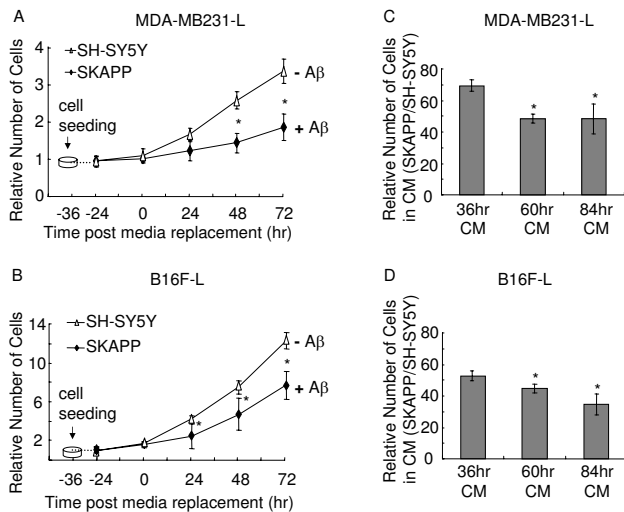 A
MDA-MB231-L
Relative Number of Cells
4
3
2
1
0
SH-SY5Y
SKAPP
cell
seeding
- Aβ
+ Aβ
*
*
-36 -24 0 24 48 72
Time post media replacement (hr)
B
B16F-L
Relative Number of Cells
14
10
6
2
SH-SY5Y
SKAPP
cell
seeding
- Aβ
+ Aβ
*
*
*
-36 -24 0 24 48 72
Time post media replacement (hr)
C
MDA-MB231-L
Relative Number of Cells
in CM (SKAPP/SH-SY5Y)
80
60
40
20
0
*
*
36hr 60hr 84hr
CM CM CM
D
B16F-L
Relative Number of Cells
in CM (SKAPP/SH-SY5Y)
80
60
40
20
0
*
*
36hr 60hr 84hr
CM CM CM